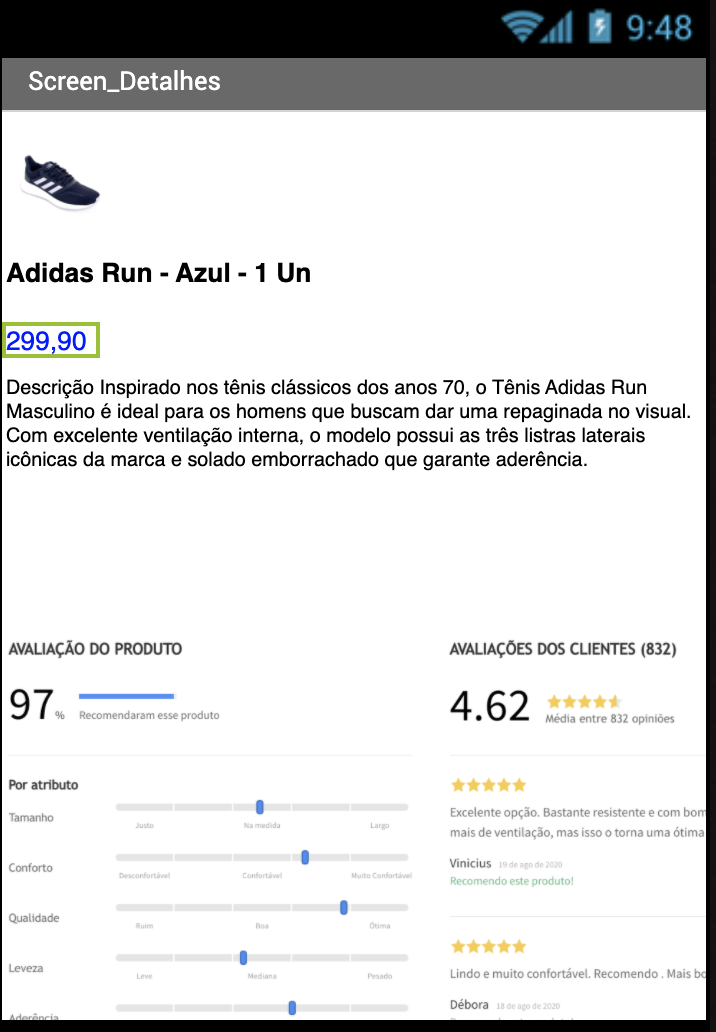 9:48
Screen_Detalhes
Adidas Run - Azul - 1 Un
299,90
Descrição Inspirado nos tênis clássicos dos anos 70, o Tênis Adidas Run
Masculino é ideal para os homens que buscam dar uma repaginada no visual.
Com excelente ventilação interna, o modelo possui as três listras laterais
icônicas da marca e solado emborrachado que garante aderência.
AVALIAÇÃO DO PRODUTO
97 %
Recomendaram esse produto
Por atributo
Tamanho
Justo Na medida Largo
Conforto
Desconfortável Confortável Muito Confortável
Qualidade
Ruim Boa Ótima
Leveza
Leve Mediana Pesado
Aderência
AVALIAÇÕES DOS CLIENTES (832)
4.62
Média entre 832 opiniões
Excelente opção. Bastante resistente e com bom
mais de ventilação, mas isso o torna uma ótima
Vinicius 19 de ago de 2020
Recomendo este produto!
Lindo e muito confortável. Recomendo . Mais bo
Débora 18 de ago de 2020